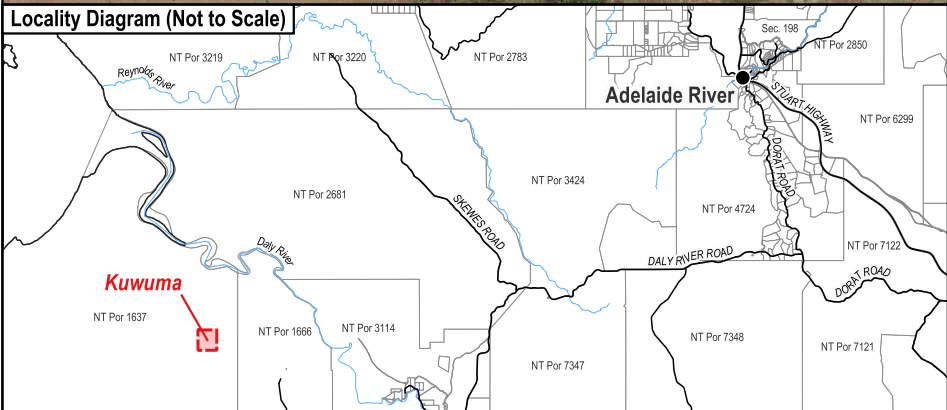 Locality Diagram (Not to Scale)
Sec. 198
NT Por 2850
NT Por 3219
NT Por 3220
NT Por 2783
Reynolds River
Adelaide River
STUART HIGHWAY
NT Por 6299
DORAT ROAD
NT Por 2681
NT Por 3424
SKEWES ROAD
NT Por 4724
Daly River
DALY RIVER ROAD
NT Por 7122
Kuwuma
DORAT ROAD
NT Por 1637
NT Por 1666
NT Por 3114
NT Por 7348
NT Por 7121
NT Por 7347